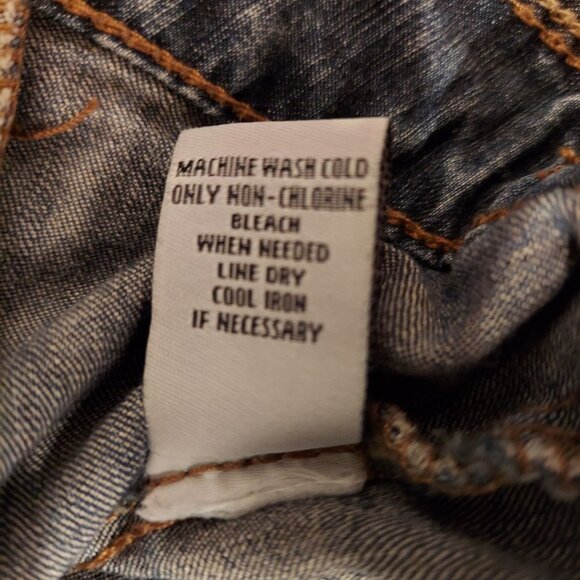 MACHINE WASH COLD
ONLY NON-CHLORINE
BLEACH
WHEN NEEDED
LINE DRY
COOL IRON
IF NECESSARY